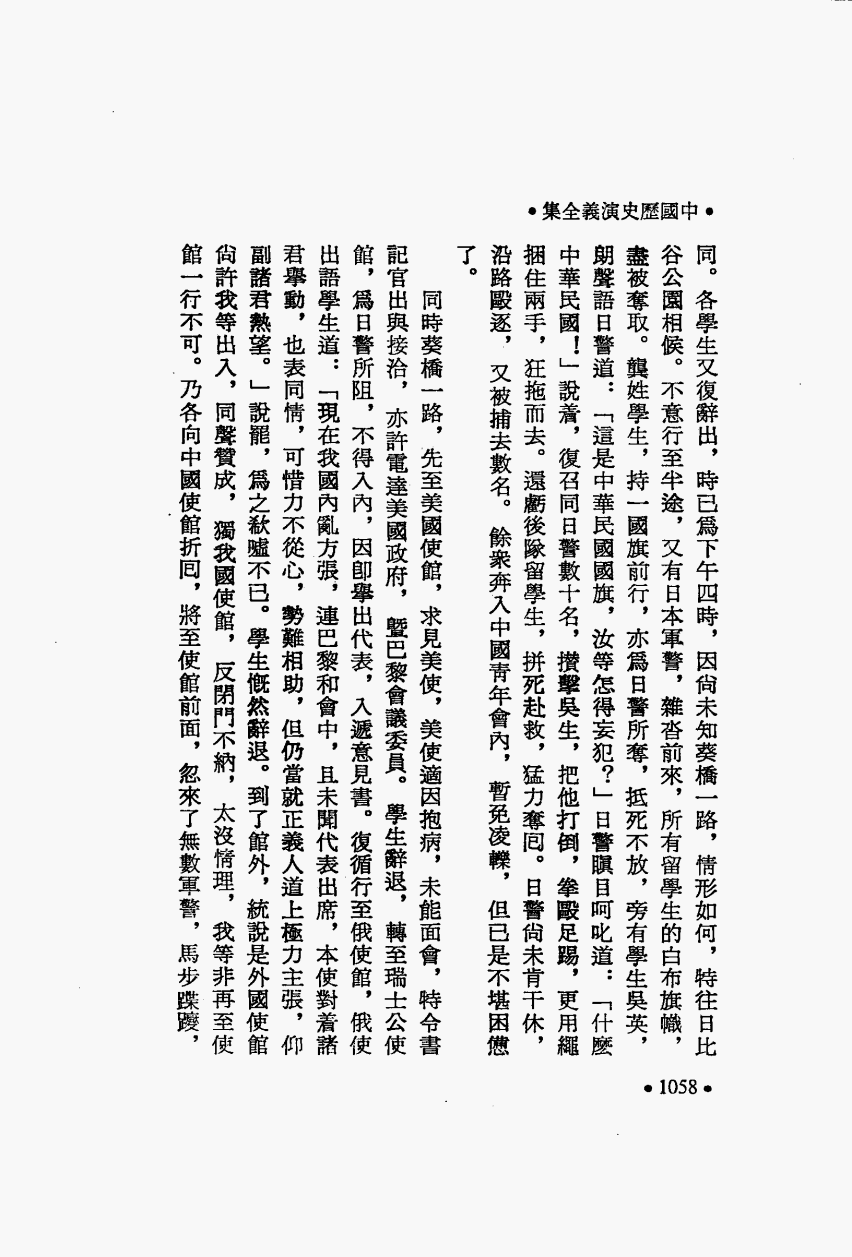 •中國歷史演義全集•
同。各學生又復辭出，時已爲下午四時，因尙未知葵橋一路，情形如何，特往日比
谷公園相候。不意行至半途，又有日本軍警，雜沓前來，所有留學生的白布旗幟，
盡被奪取。龔姓學生，持一國旗前行，亦爲日警所奪，抵死不放，旁有學生吳英，
朗聲語日警道：「這是中華民國國旗，汝等怎得妄犯？」日警瞋目呵叱道：「什麽
中華民國！」說着，復召同日警數十名，攢擊吳生，把他打倒，拳毆足踢，更用繩
捆住兩手，狂拖而去。還虧後隊留學生，拼死赴救，猛力奪囘。日警尙未肯干休，
沿路毆逐，又被捕去數名。餘衆奔入中國靑年會內，暫免凌轢，但已是不堪困憊
了。
同時葵橋一路，先至美國使館，求見美使，美使適因抱病，未能面會，特令書
記官出與接洽，亦許電達美國政府，曁巴黎會議委員。學生辭退，轉至瑞士公使
館，爲日警所阻，不得入內，因卽舉出代表，入遞意見書。復循行至俄使館，俄使
出語學生道：「現在我國內亂方張，連巴黎和會中，且未聞代表出席，本使對着諸
君舉動，也表同情，可惜力不從心，勢難相助，但仍當就正義人道上極力主張，仰
副諸君熱望。」說罷，爲之欷噓不已。學生慨然辭退。到了館外，統說是外國使館
尙許我等出入，同聲贊成，獨我國使館，反閉門不納，太沒情理，我等非再至使
館一行不可。乃各向中國使館折囘，將至使館前面，忽來了無數軍警，馬步蹀躞，
•1058•